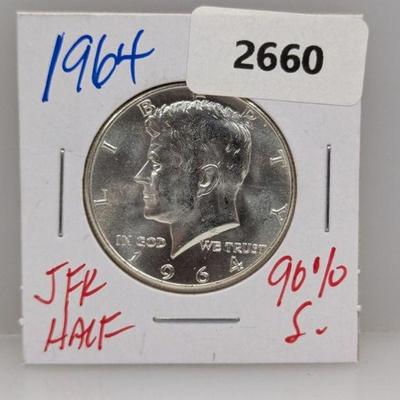 1964
2660
LIBERTY
IN GOD WE TRUST
1964
JFK
HALF
90%
S.